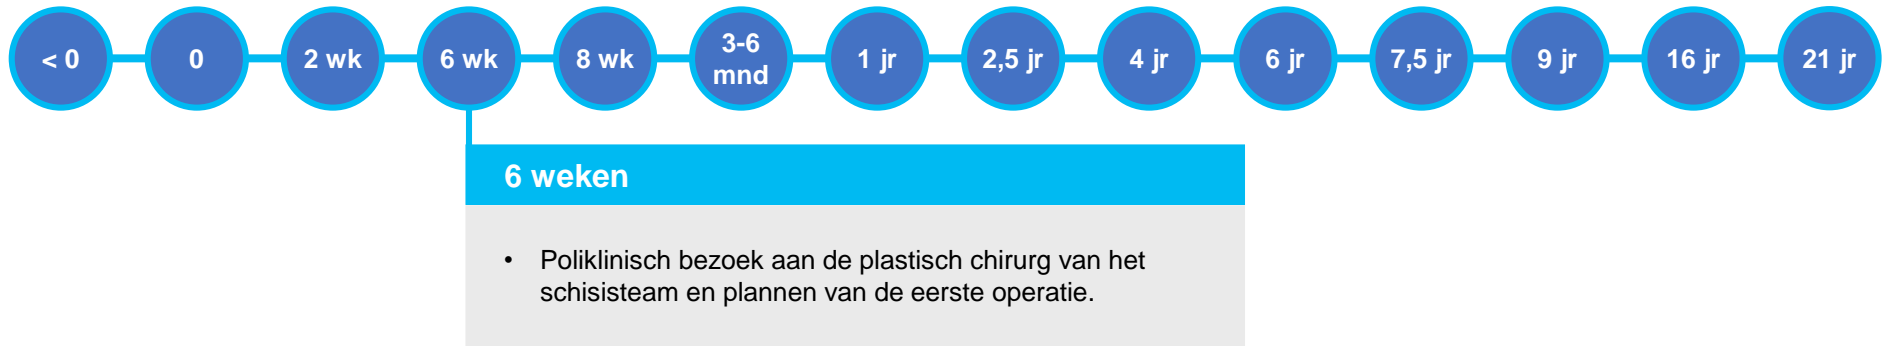 < 0
0
2 wk
6 wk
8 wk
3-6
mnd
1 jr
2,5 jr
4 jr
6 jr
7,5 jr
9 jr
16 jr
21 jr
6 weken
• Poliklinisch bezoek aan de plastisch chirurg van het
schisisteam en plannen van de eerste operatie.